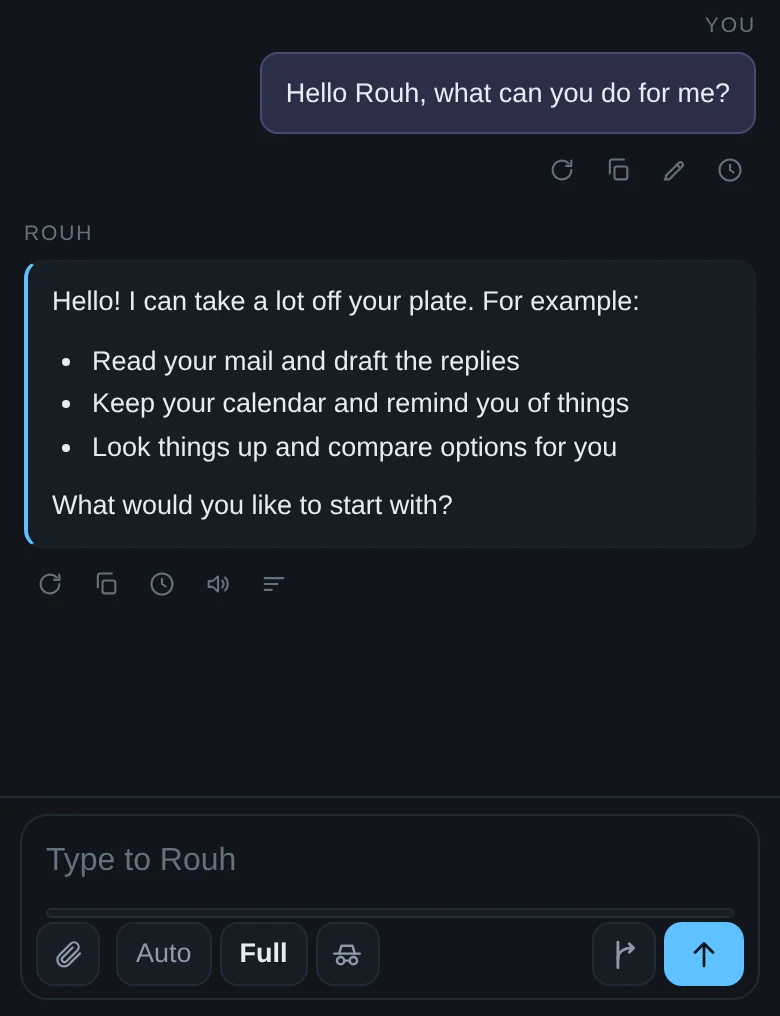 YOU
Hello Rouh, what can you do for me?
ROUH
Hello! I can take a lot off your plate. For example:
• Read your mail and draft the replies
• Keep your calendar and remind you of things
• Look things up and compare options for you
What would you like to start with?
Type to Rouh
Auto Full